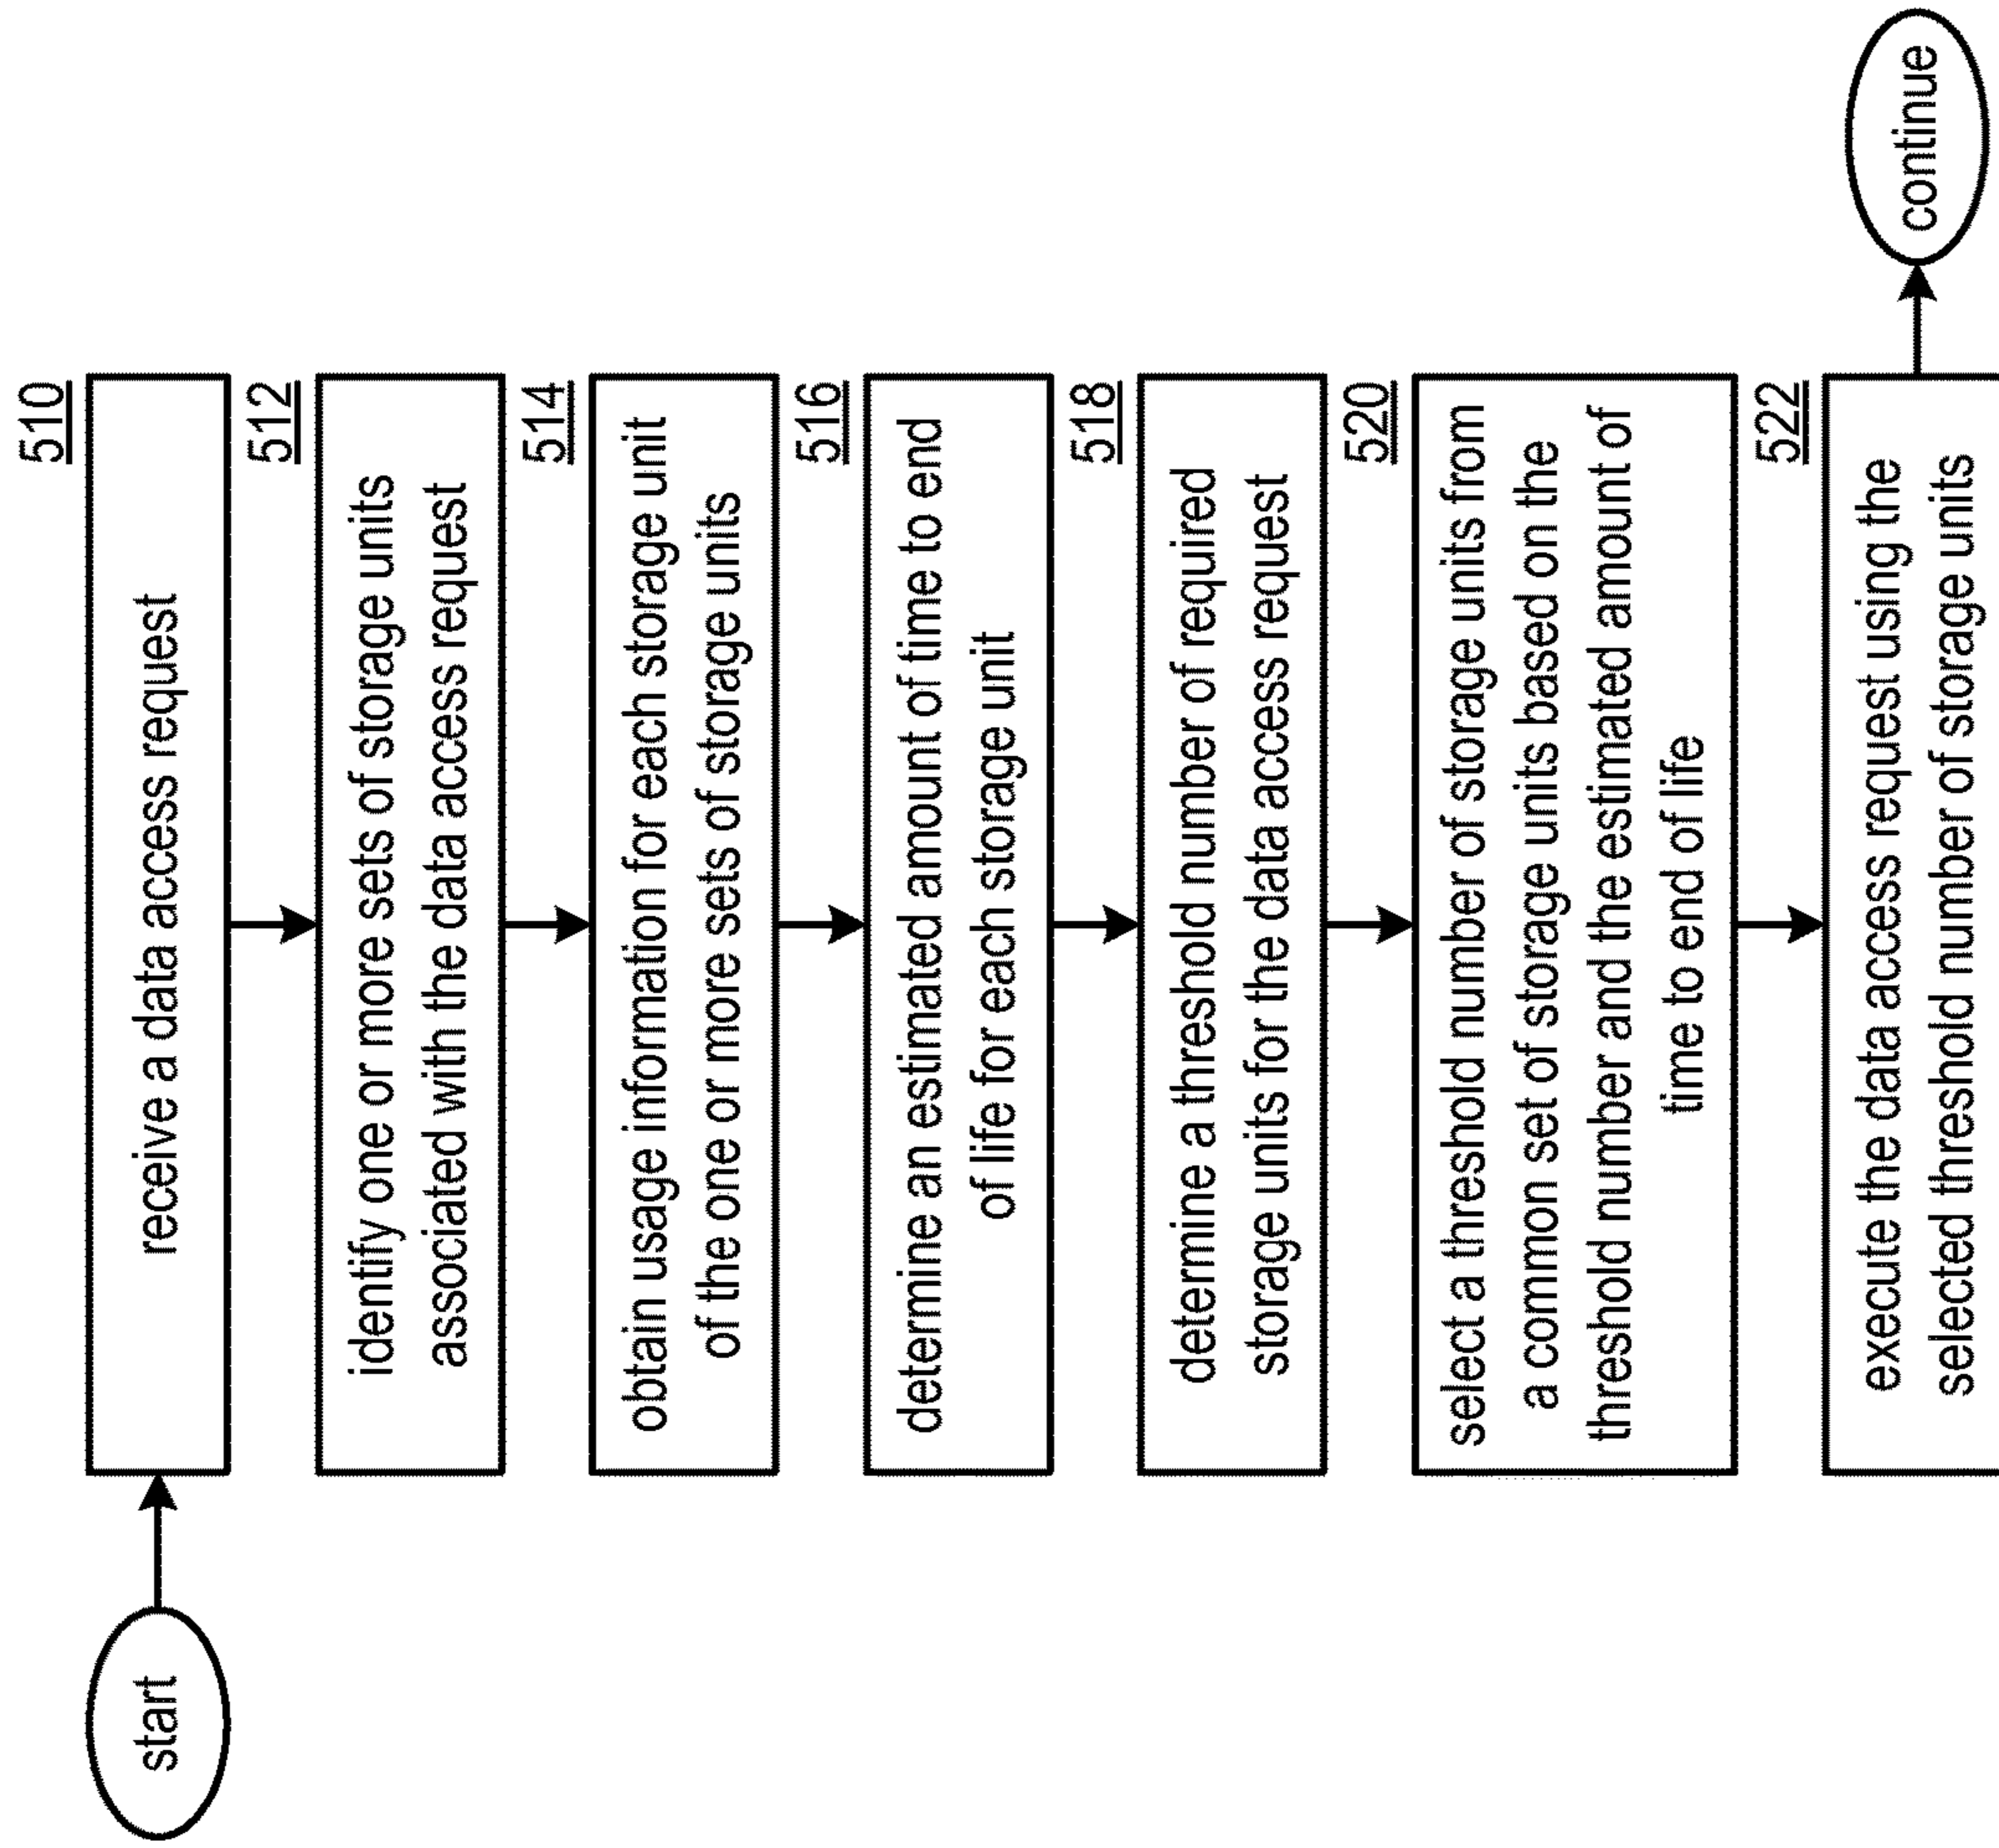 start
510
receive a data access request
512
identify one or more sets of storage units
associated with the data access request
514
obtain usage information for each storage unit
of the one or more sets of storage units
516
determine an estimated amount of time to end
of life for each storage unit
518
determine a threshold number of required
storage units for the data access request
520
select a threshold number of storage units from
a common set of storage units based on the
threshold number and the estimated amount of
time to end of life
522
execute the data access request using the
selected threshold number of storage units
continue